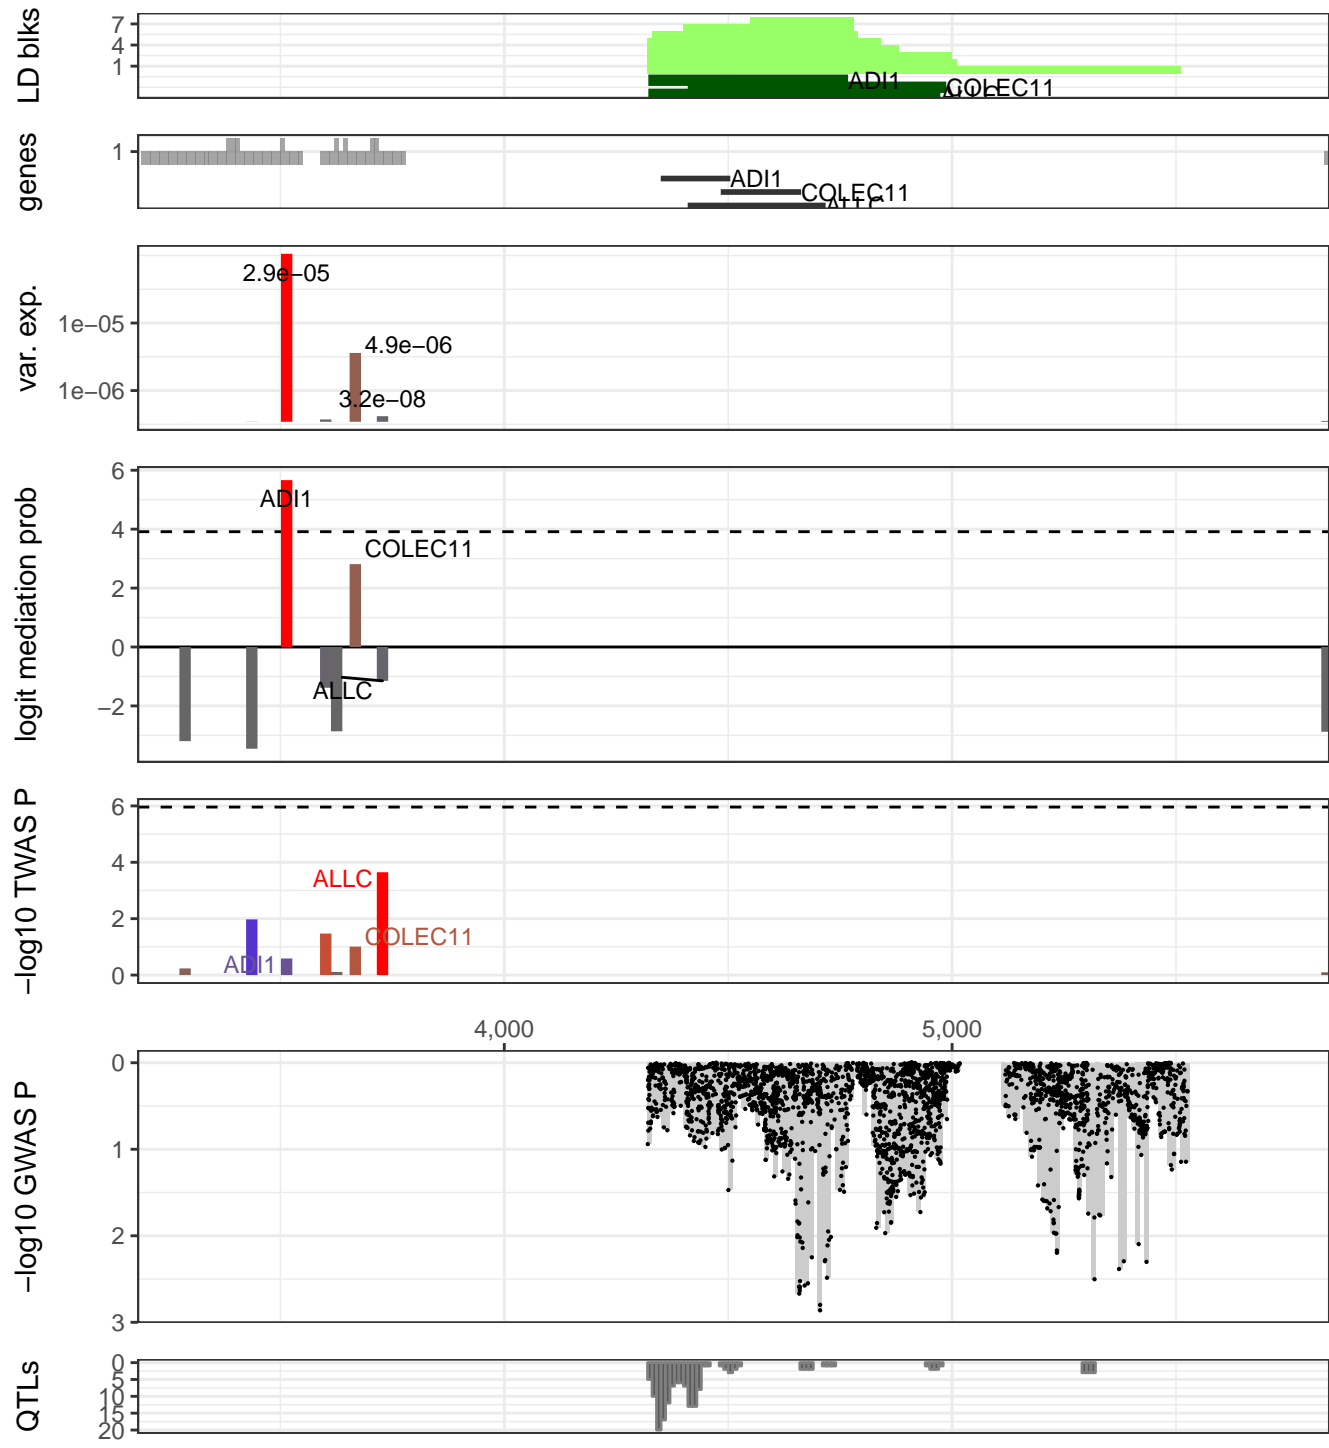 LD blks
7
4
1
ADI1
COLEC11
ALLC
genes
1
ADI1
COLEC11
ALLC
var. exp.
1e−05
1e−06
2.9e−05
4.9e−06
3.2e−08
logit mediation prob
6
4
2
0
−2
ADI1
COLEC11
ALLC
−log10 TWAS P
6
4
2
0
ALLC
COLEC11
ADI1
4,000
5,000
−log10 GWAS P
0
1
2
3
QTLs
0
5
10
15
20